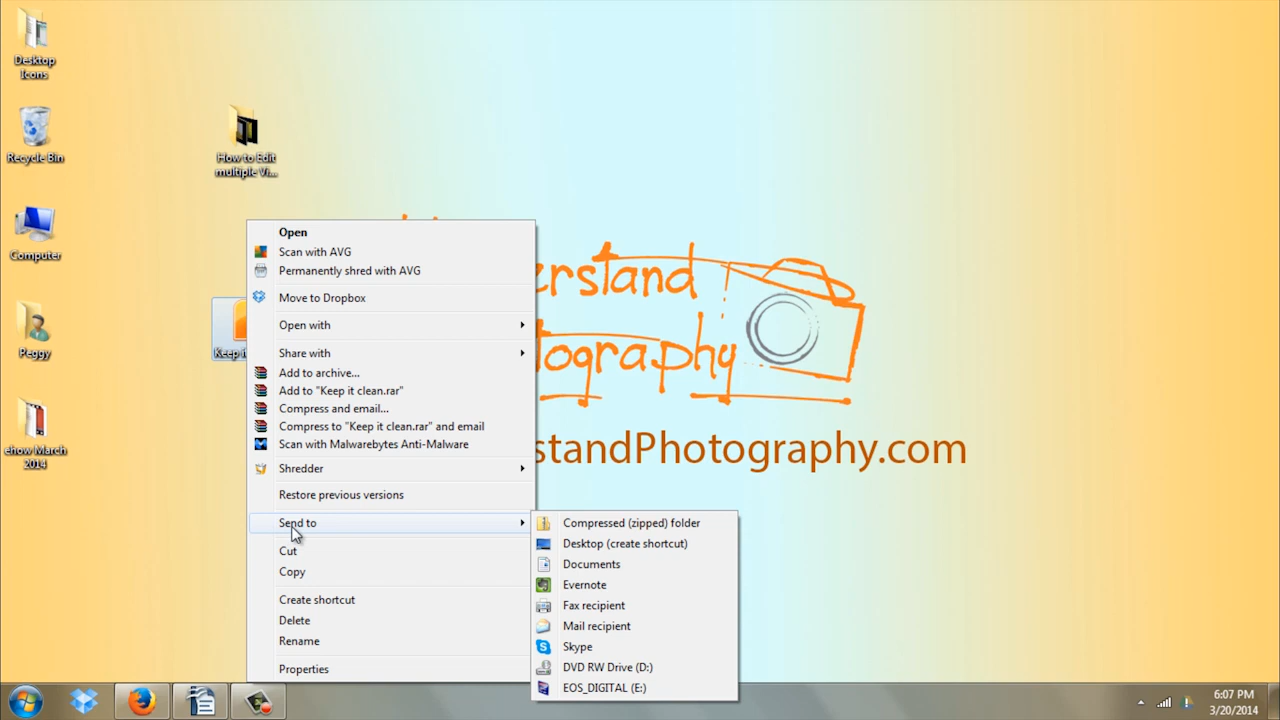 Desktop
Icons
Recycle Bin
Computer
Peggy
ehow March
2014
How to Edit
multiple Vi...
Keep i
erstand
tography
standPhotography.com
Open
Scan with AVG
Permanently shred with AVG
Move to Dropbox
Open with
Share with
Add to archive...
Add to "Keep it clean.rar"
Compress and email...
Compress to "Keep it clean.rar" and email
Scan with Malwarebytes Anti-Malware
Shredder
Restore previous versions
Send to
Cut
Copy
Create shortcut
Delete
Rename
Properties
Compressed (zipped) folder
Desktop (create shortcut)
Documents
Evernote
Fax recipient
Mail recipient
Skype
DVD RW Drive (D:)
EOS_DIGITAL (E:)
6:07 PM
3/20/2014